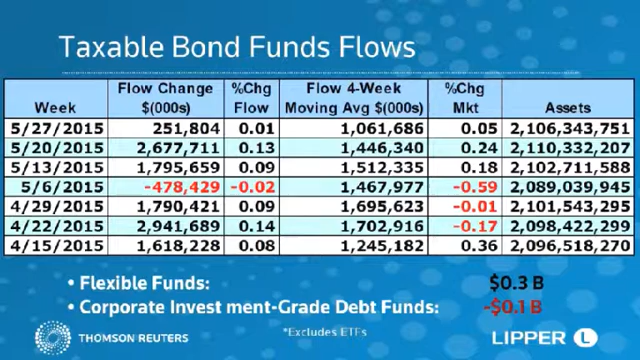 Taxable Bond Funds Flows
Week Flow Change $(000s) %Chg Flow Flow 4-Week Moving Avg $(000s) %Chg Mkt Assets
5/27/2015 251,804 0.01 1,061,686 0.05 2,106,343,751
5/20/2015 2,677,711 0.13 1,446,340 0.24 2,110,332,207
5/13/2015 1,795,659 0.09 1,512,335 0.18 2,102,711,588
5/6/2015 -478,429 -0.02 1,467,977 -0.59 2,089,039,945
4/29/2015 1,790,421 0.09 1,695,623 -0.01 2,101,543,295
4/22/2015 2,941,689 0.14 1,702,916 -0.17 2,098,422,299
4/15/2015 1,618,228 0.08 1,245,182 0.36 2,096,518,270
• Flexible Funds: $0.3 B
• Corporate Invest ment-Grade Debt Funds: -$0.1 B
*Excludes ETFs
THOMSON REUTERS
LIPPER L